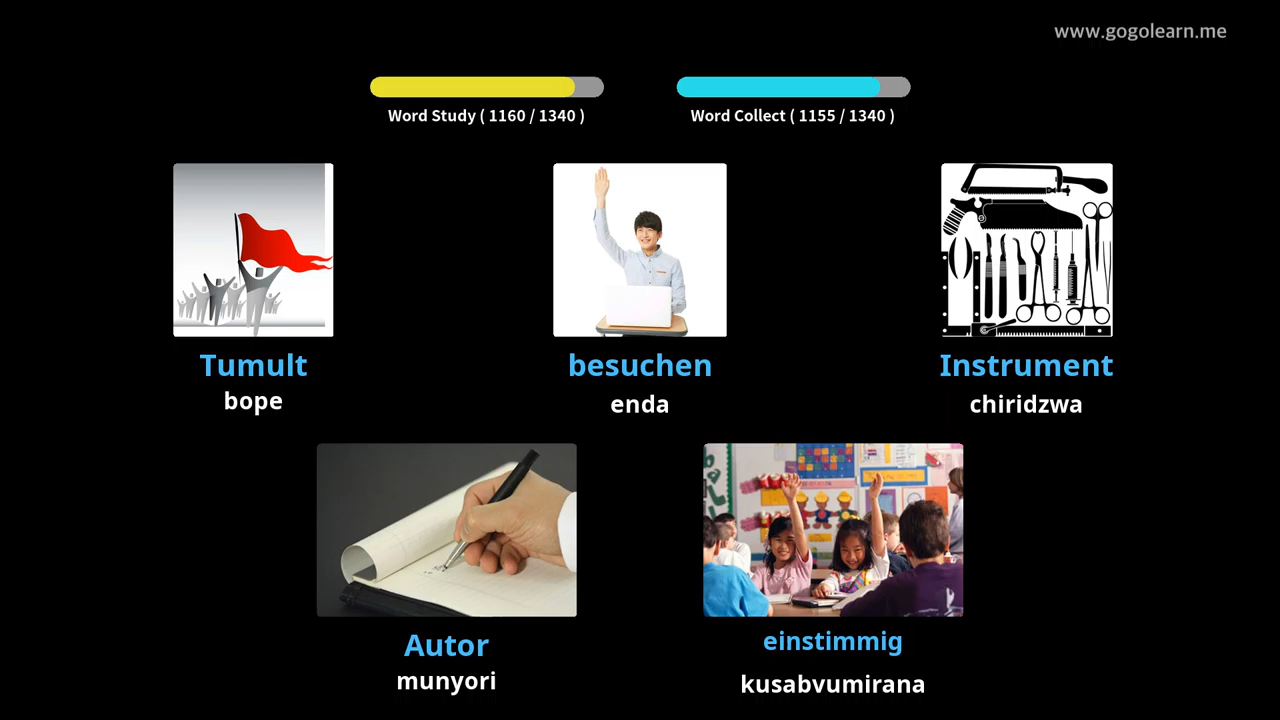 www.gogolearn.me
Word Study ( 1160 / 1340 )
Word Collect ( 1155 / 1340 )
Tumult
bope
besuchen
enda
Instrument
chiridzwa
Autor
munyori
einstimmig
kusabvumirana